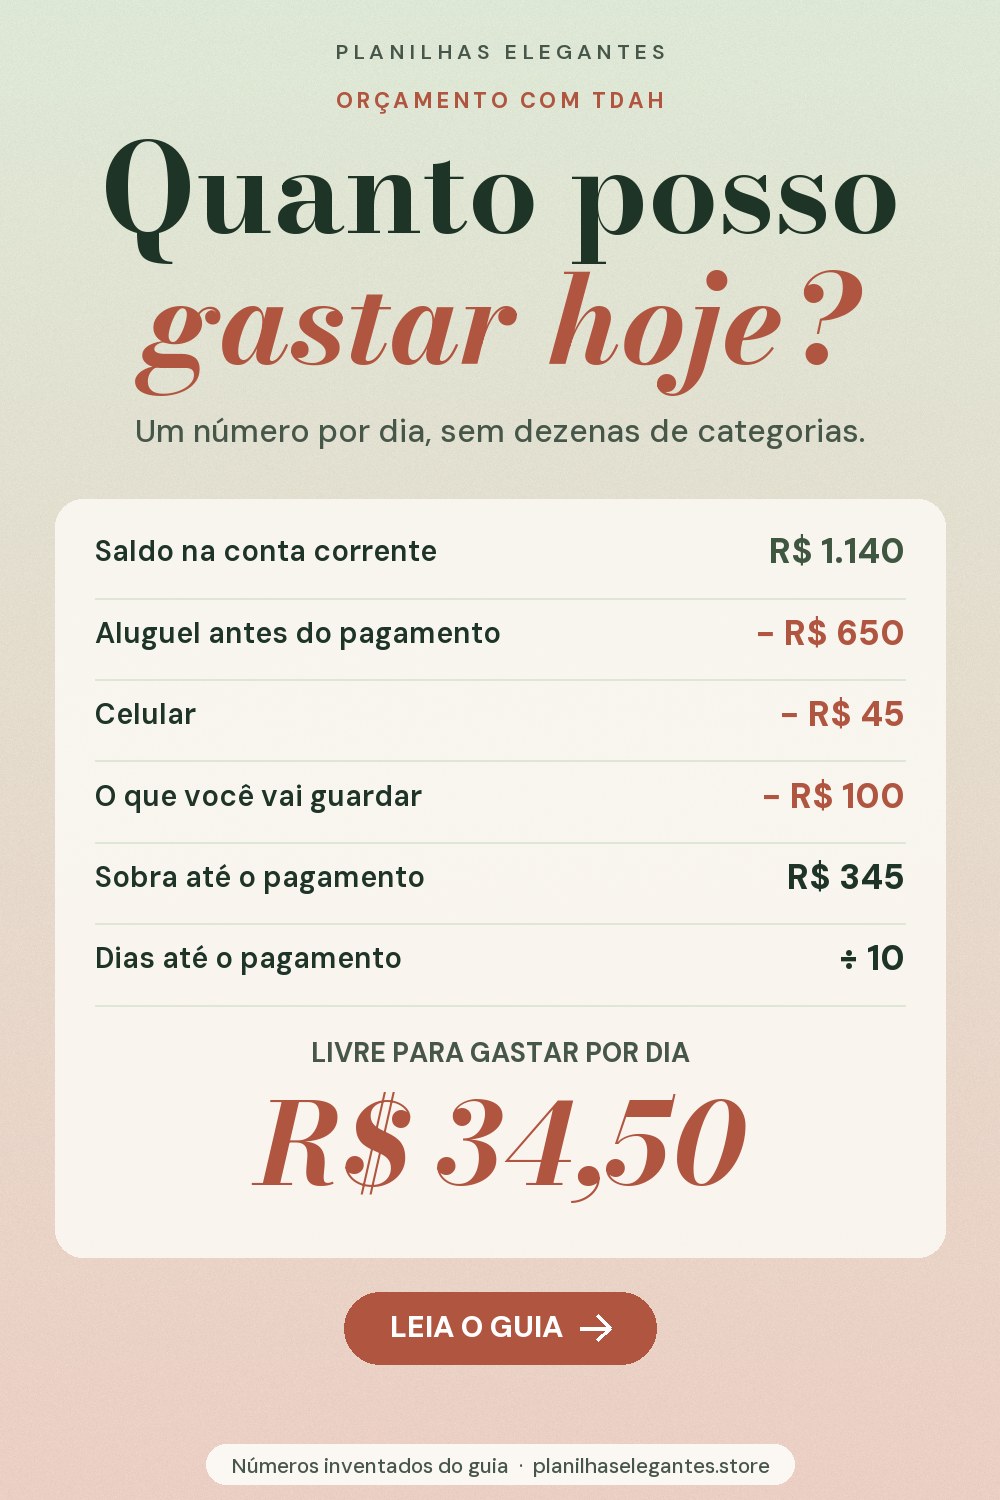 PLANILHAS ELEGANTES
ORÇAMENTO COM TDAH
Quanto posso
gastar hoje?
Um número por dia, sem dezenas de categorias.
Saldo na conta corrente R$ 1.140
Aluguel antes do pagamento – R$ 650
Celular – R$ 45
O que você vai guardar – R$ 100
Sobra até o pagamento R$ 345
Dias até o pagamento ÷ 10
LIVRE PARA GASTAR POR DIA
R$ 34,50
LEIA O GUIA →
Números inventados do guia · planilhaselegantes.store